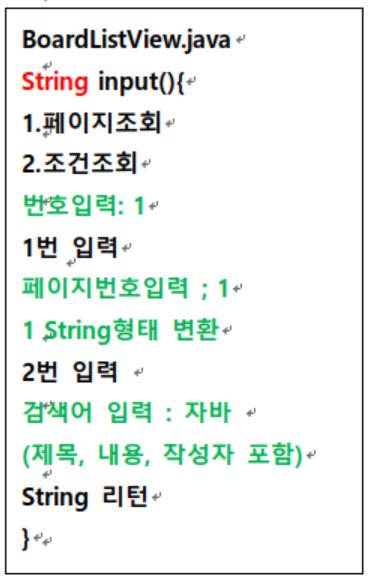 BoardListView.java
String input(){
1.페이지조회
2.조건조회
번호입력: 1
1번 입력
페이지번호입력 ; 1
1 String형태 변환
2번 입력
검색어 입력 : 자바
(제목, 내용, 작성자 포함)
String 리턴
}